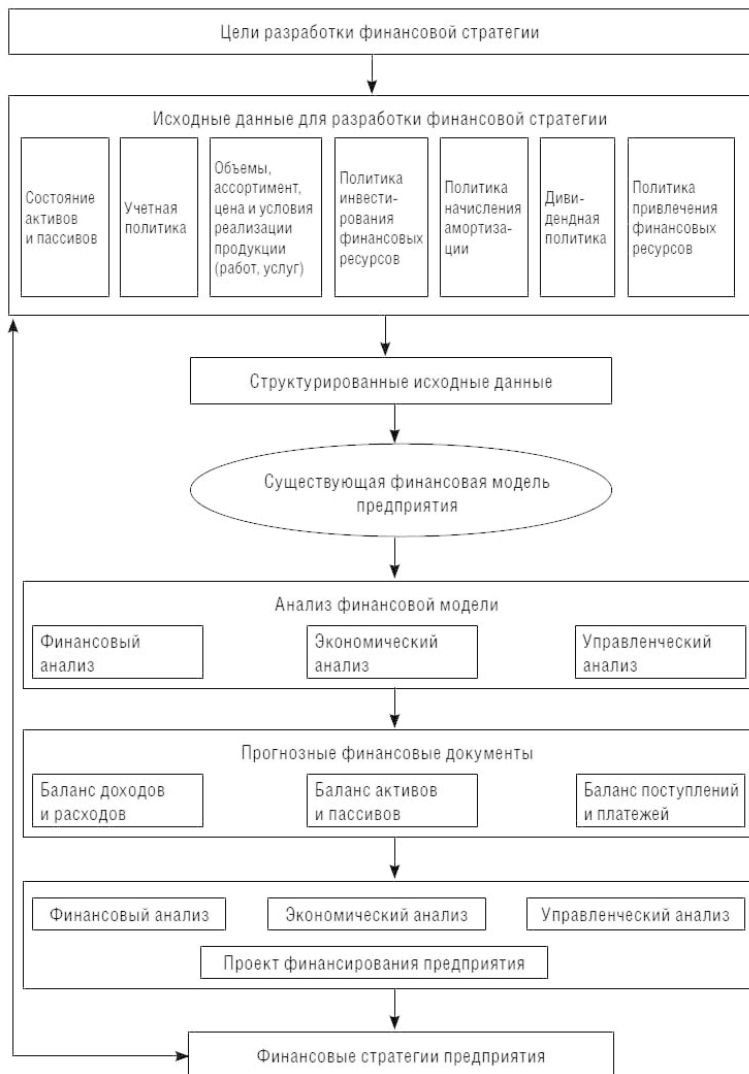 Цели разработки финансовой стратегии
Исходные данные для разработки финансовой стратегии
Состояние
активов
и пассивов
Учетная
политика
Объемы,
ассортимент,
цена и условия
реализации
продукции
(работ, услуг)
Политика
инвести-
рования
финансовых
ресурсов
Политика
начисления
амортиза-
ции
Диви-
дендная
политика
Политика
привлечения
финансовых
ресурсов
Структурированные исходные данные
Существующая финансовая модель
предприятия
Анализ финансовой модели
Финансовый
анализ
Экономический
анализ
Управленческий
анализ
Прогнозные финансовые документы
Баланс доходов
и расходов
Баланс активов
и пассивов
Баланс поступлений
и платежей
Финансовый анализ
Экономический анализ
Управленческий анализ
Проект финансирования предприятия
Финансовые стратегии предприятия